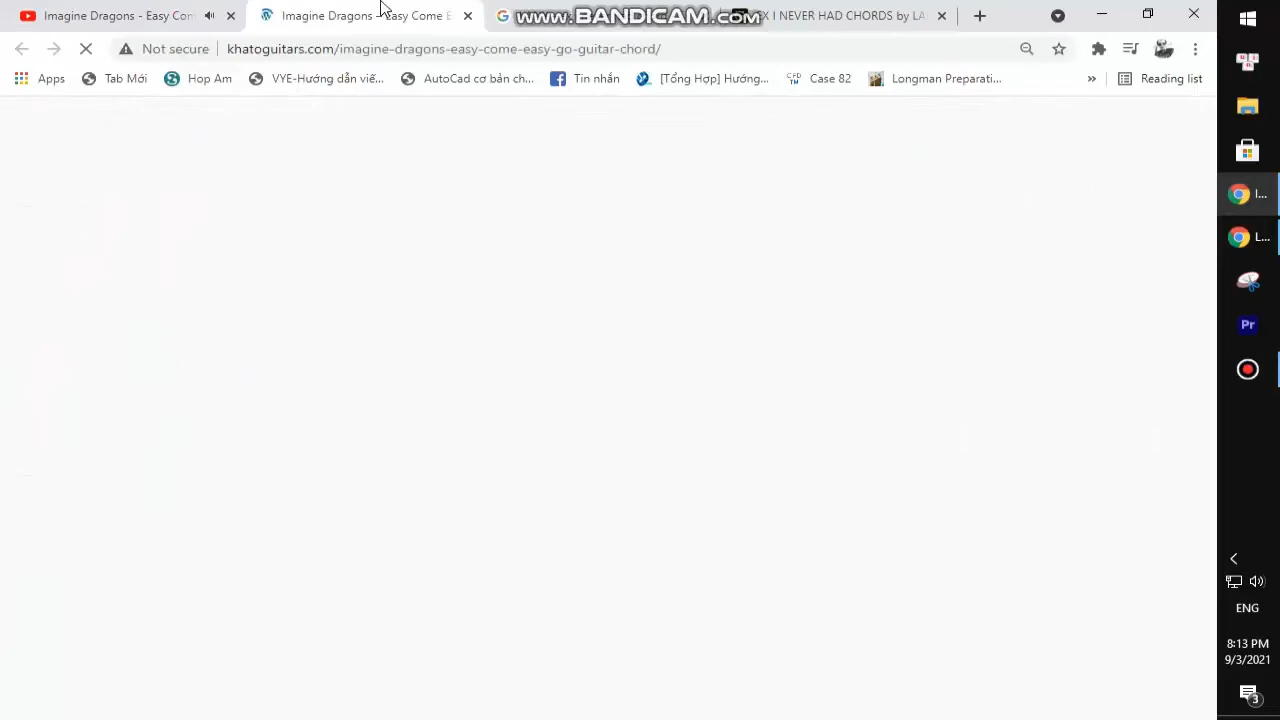 Imagine Dragons - Easy Con
Imagine Dragons - Easy Come E
www.BANDICAM.com
X I NEVER HAD CHORDS by LA
Not secure
khatoguitars.com/imagine-dragons-easy-come-easy-go-guitar-chord/
Apps
Tab Mới
Hop Am
VYE-Hướng dẫn viế...
AutoCad cơ bản ch...
Tin nhắn
[Tổng Hợp] Hướng...
Case 82
Longman Preparati...
»
Reading list
I...
L...
Pr
ENG
8:13 PM
9/3/2021
3